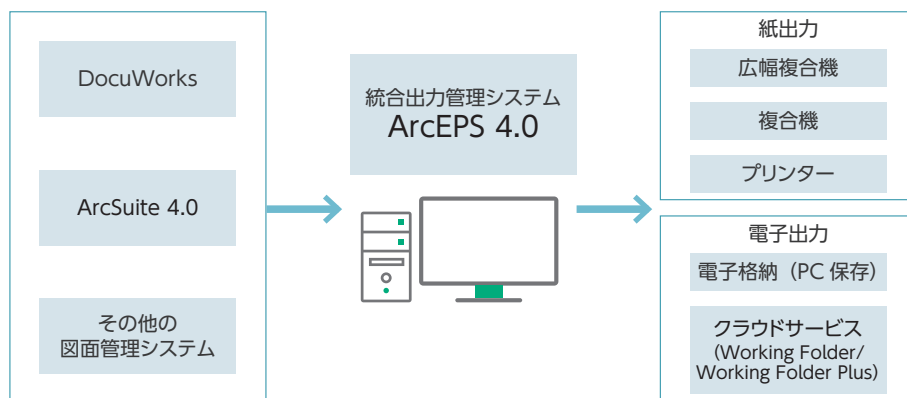 DocuWorks
ArcSuite 4.0
その他の
図面管理システム
統合出力管理システム
ArcEPS 4.0
紙出力
広幅複合機
複合機
プリンター
電子出力
電子格納（PC 保存）
クラウドサービス
(Working Folder/
Working Folder Plus)